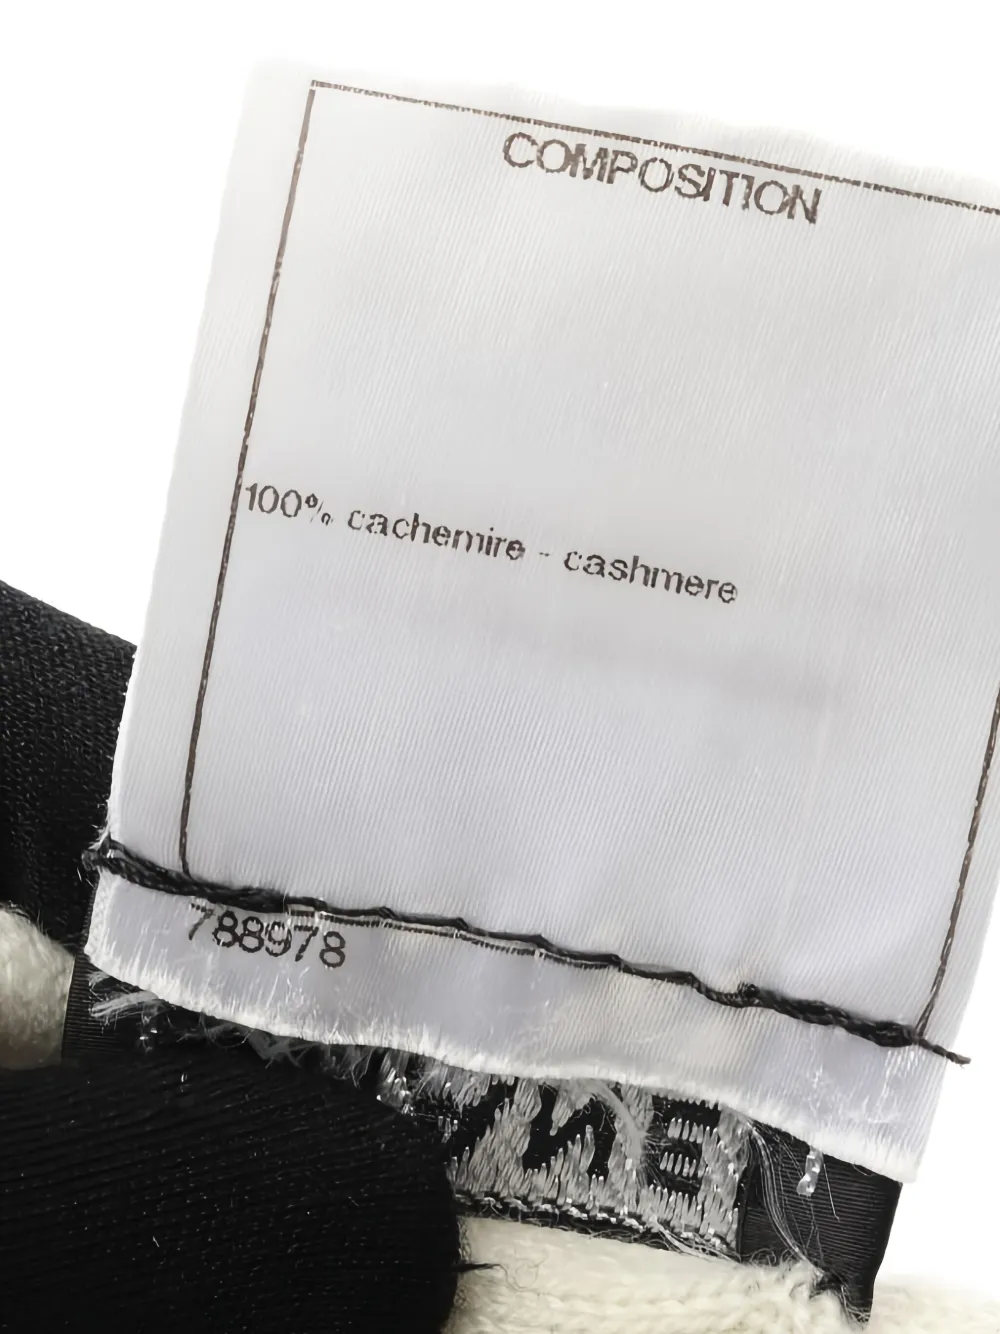 COMPOSITION
100% cachemire - cashmere
788978